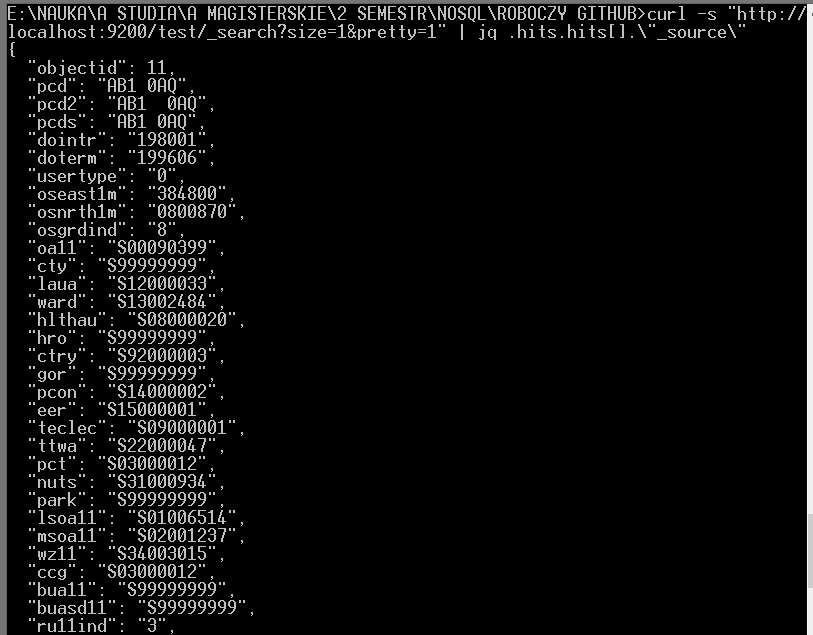 E:\NAUKA\A STUDIA\A MAGISTERSKIE\2 SEMESTR\NOSQL\ROBOCZY GITHUB>curl -s "http://
localhost:9200/test/_search?size=1&pretty=1" | jq .hits.hits[].\"_source\"
{
  "objectid": 11,
  "pcd": "AB1 0AQ",
  "pcd2": "AB1  0AQ",
  "pcds": "AB1 0AQ",
  "dointr": "198001",
  "doterm": "199606",
  "usertype": "0",
  "oseast1m": "384800",
  "osnrth1m": "0800870",
  "osgrdind": "8",
  "oa11": "S00090399",
  "cty": "S99999999",
  "laua": "S12000033",
  "ward": "S13002484",
  "hlthau": "S08000020",
  "hro": "S99999999",
  "ctry": "S92000003",
  "gor": "S99999999",
  "pcon": "S14000002",
  "eer": "S15000001",
  "teclec": "S09000001",
  "ttwa": "S22000047",
  "pct": "S03000012",
  "nuts": "S31000934",
  "park": "S99999999",
  "lsoa11": "S01006514",
  "msoa11": "S02001237",
  "wz11": "S34003015",
  "ccg": "S03000012",
  "bua11": "S99999999",
  "buasd11": "S99999999",
  "ru11ind": "3",